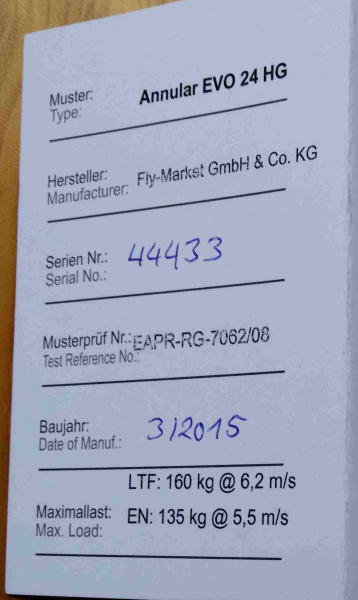 Muster: Annular EVO 24 HG
Type:
Hersteller: Fly-Market GmbH & Co. KG
Manufacturer:
Serien Nr.: 44433
Serial No.:
Musterprüf Nr.: EAPR-RG-7062/08
Test Reference No.:
Baujahr: 3/2015
Date of Manuf.:
LTF: 160 kg @ 6,2 m/s
Maximallast: EN: 135 kg @ 5,5 m/s
Max. Load: